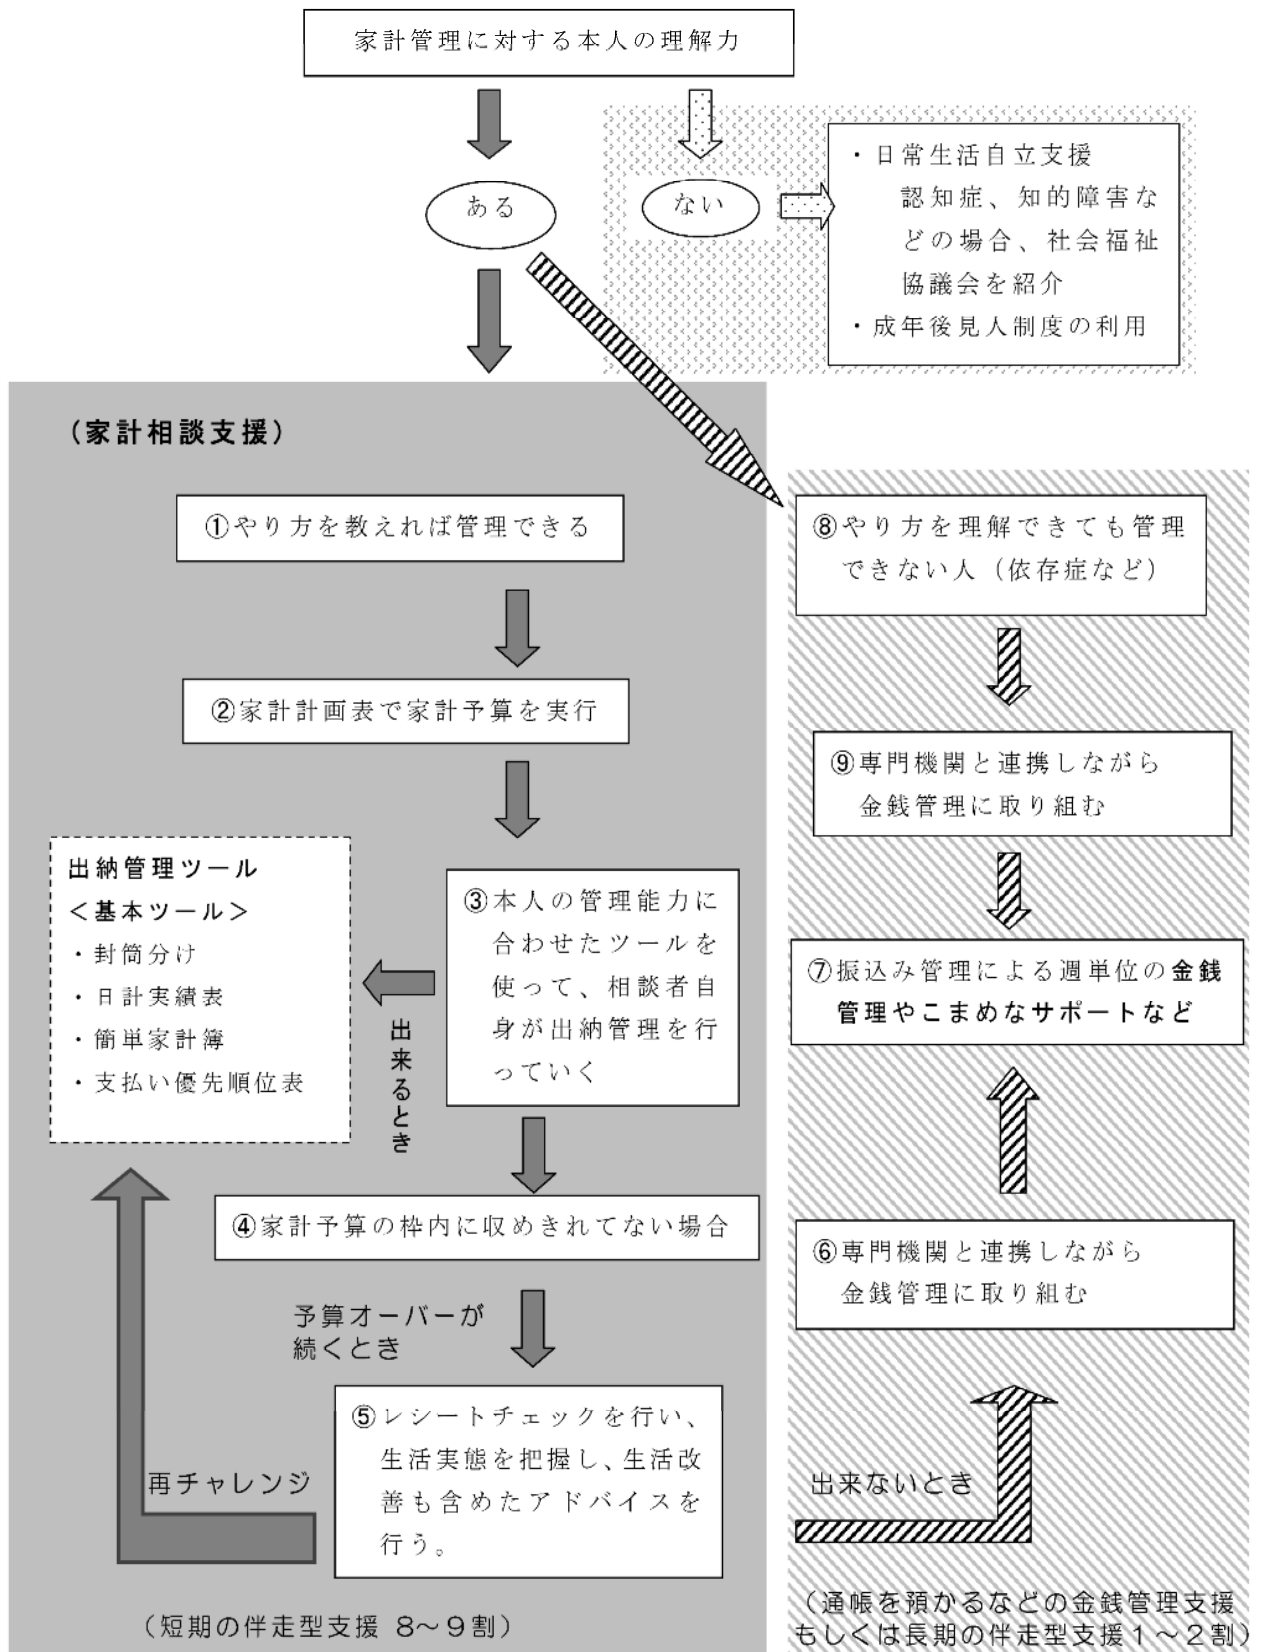 家計管理に対する本人の理解力
ある
ない
・日常生活自立支援
認知症、知的障害な
どの場合、社会福祉
協議会を紹介
・成年後見人制度の利用
（家計相談支援）
①やり方を教えれば管理できる
②家計計画表で家計予算を実行
出納管理ツール
＜基本ツール＞
・封筒分け
・日計実績表
・簡単家計簿
・支払い優先順位表
出来るとき
③本人の管理能力に
合わせたツールを
使って、相談者自
身が出納管理を行
っていく
④家計予算の枠内に収めきれてない場合
予算オーバーが
続くとき
⑤レシートチェックを行い、
生活実態を把握し、生活改
善も含めたアドバイスを
行う。
再チャレンジ
（短期の伴走型支援 8～9割）
⑧やり方を理解できても管理
できない人（依存症など）
⑨専門機関と連携しながら
金銭管理に取り組む
⑦振込み管理による週単位の金銭
管理やこまめなサポートなど
⑥専門機関と連携しながら
金銭管理に取り組む
出来ないとき
（通帳を預かるなどの金銭管理支援
もしくは長期の伴走型支援1～2割）